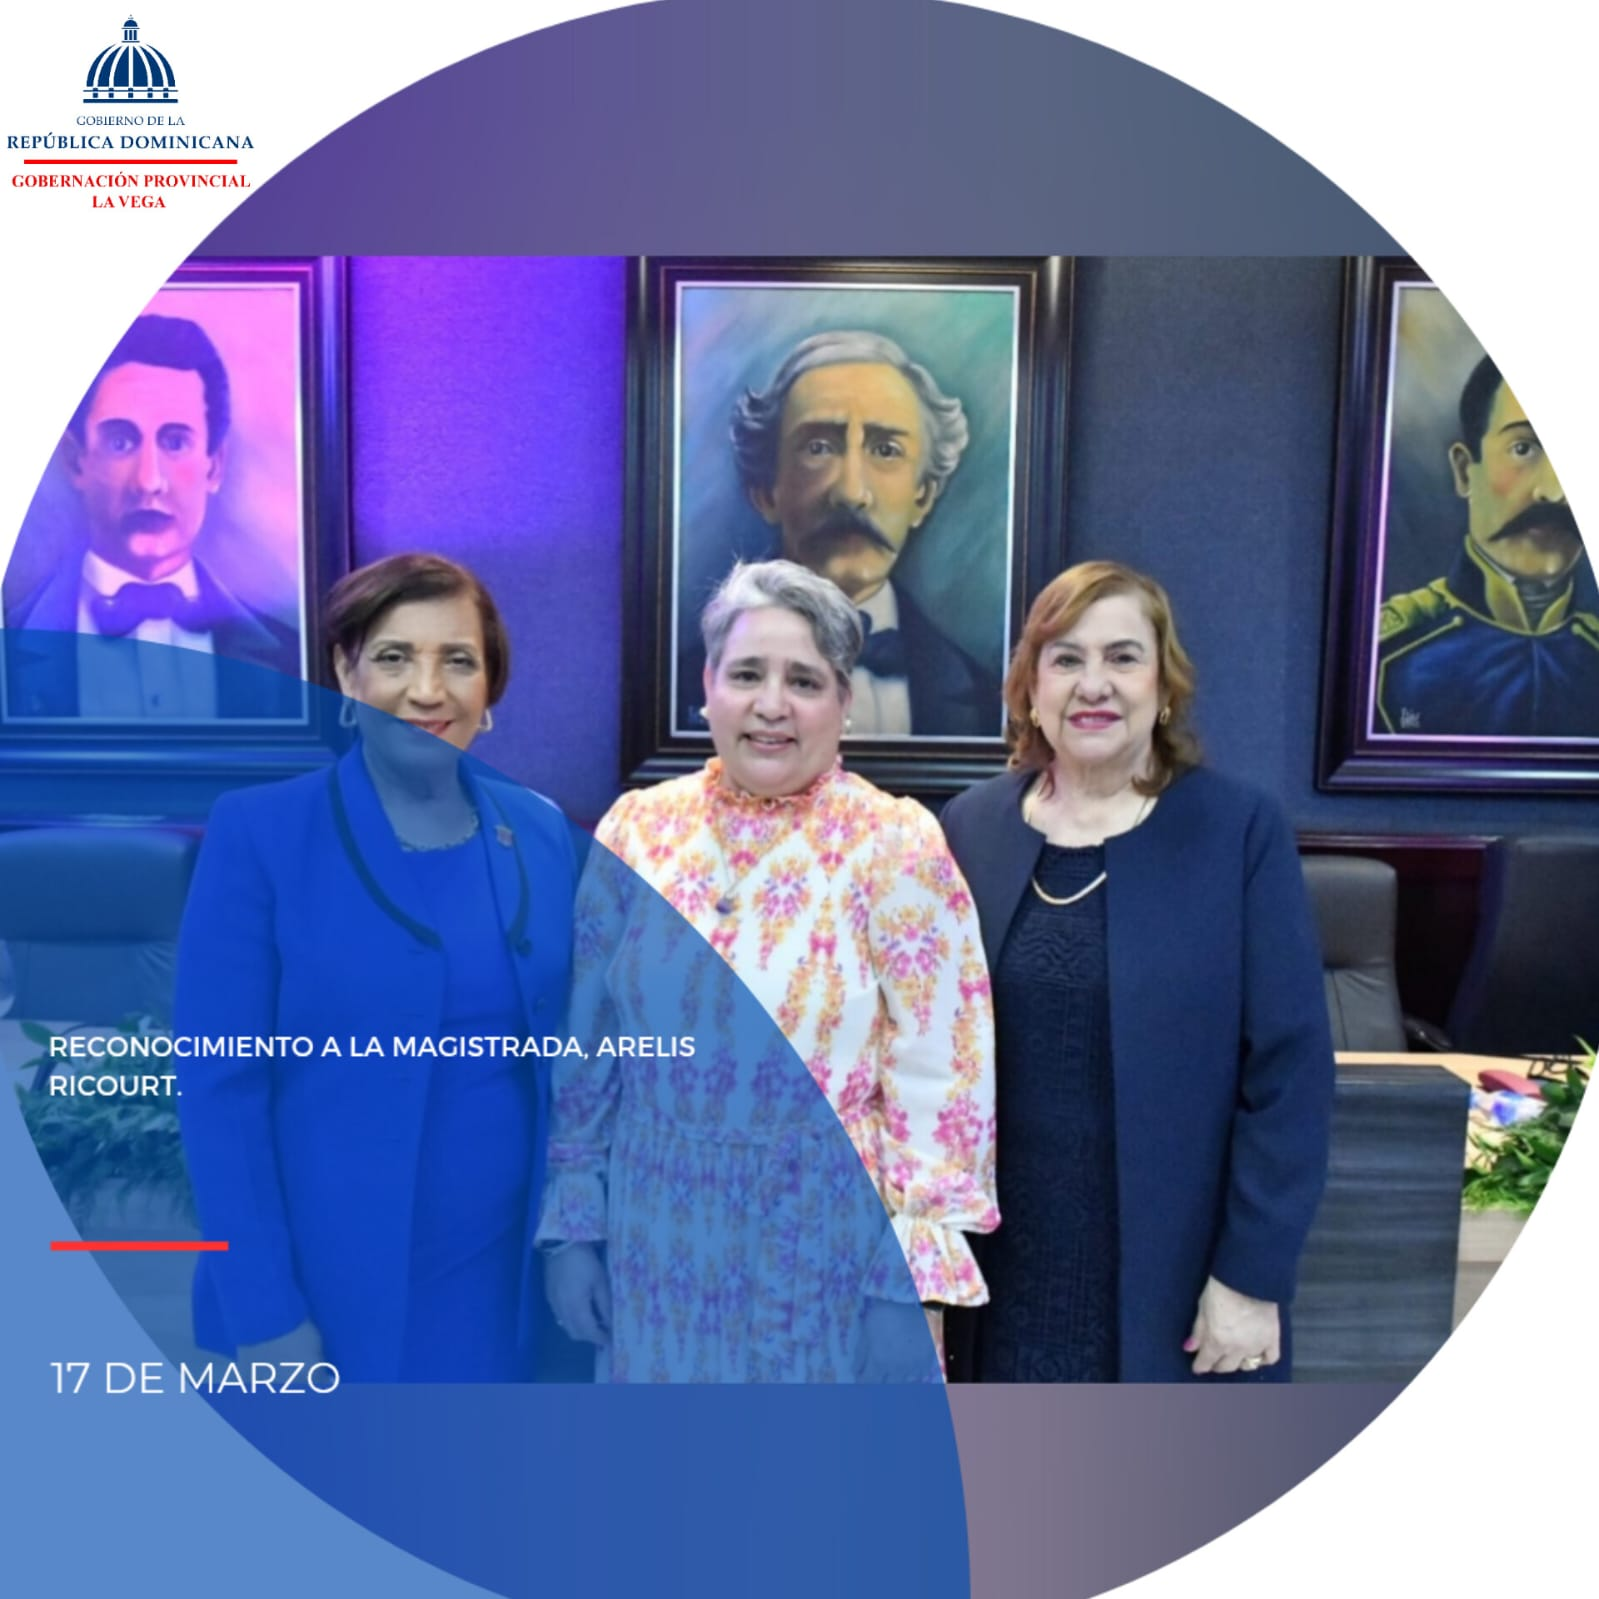 GOBIERNO DE LA
REPÚBLICA DOMINICANA
GOBERNACIÓN PROVINCIAL
LA VEGA
RECONOCIMIENTO A LA MAGISTRADA, ARELIS
RICOURT.
17 DE MARZO